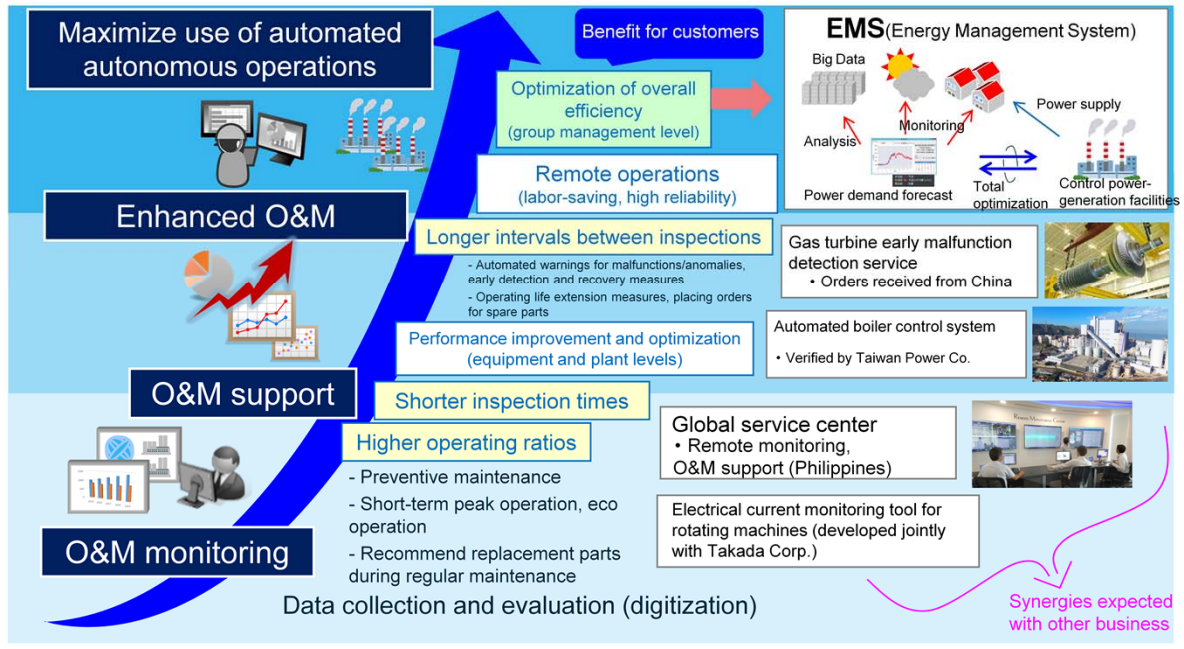 Maximize use of automated
autonomous operations
Benefit for customers
EMS(Energy Management System)
Big Data
Optimization of overall
efficiency
(group management level)
Power supply
Monitoring
Analysis
Power demand forecast
Total
optimization
Control power-
generation facilities
Remote operations
(labor-saving, high reliability)
Enhanced O&M
Longer intervals between inspections
- Automated warnings for malfunctions/anomalies,
early detection and recovery measures
- Operating life extension measures, placing orders
for spare parts
Gas turbine early malfunction
detection service
• Orders received from China
Performance improvement and optimization
(equipment and plant levels)
Automated boiler control system
• Verified by Taiwan Power Co.
O&M support
Shorter inspection times
Higher operating ratios
- Preventive maintenance
- Short-term peak operation, eco
operation
- Recommend replacement parts
during regular maintenance
Global service center
• Remote monitoring,
O&M support (Philippines)
Electrical current monitoring tool for
rotating machines (developed jointly
with Takada Corp.)
O&M monitoring
Data collection and evaluation (digitization)
Synergies expected
with other business